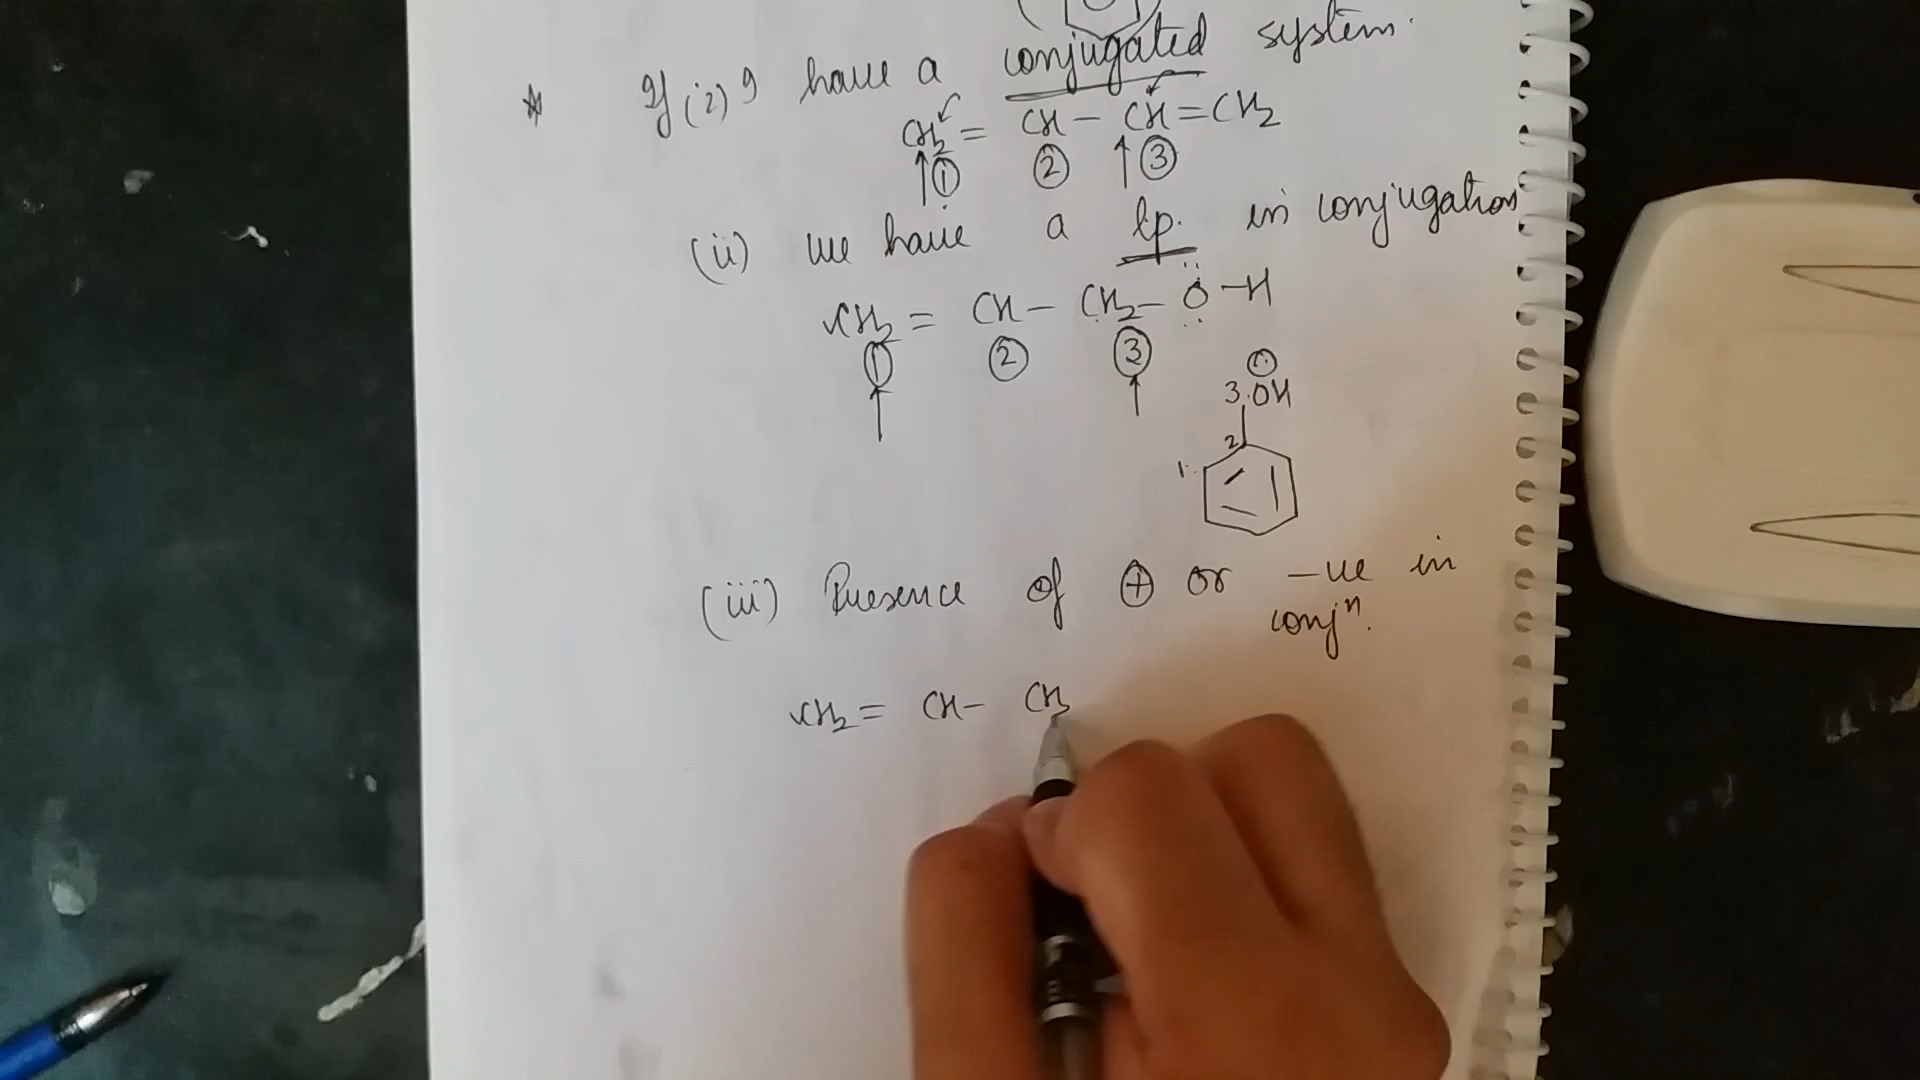 * If (i) I have a conjugated system.
CH2 = CH - CH = CH2
↑ ① ② ↑ ③
(ii) we have a lp. in conjugation
CH2 = CH - CH2 - Ö - H
① ② ③
3. OH
2
1.
(iii) Presence of ⊕ or -ve in
conjⁿ.
CH2 = CH - CH2